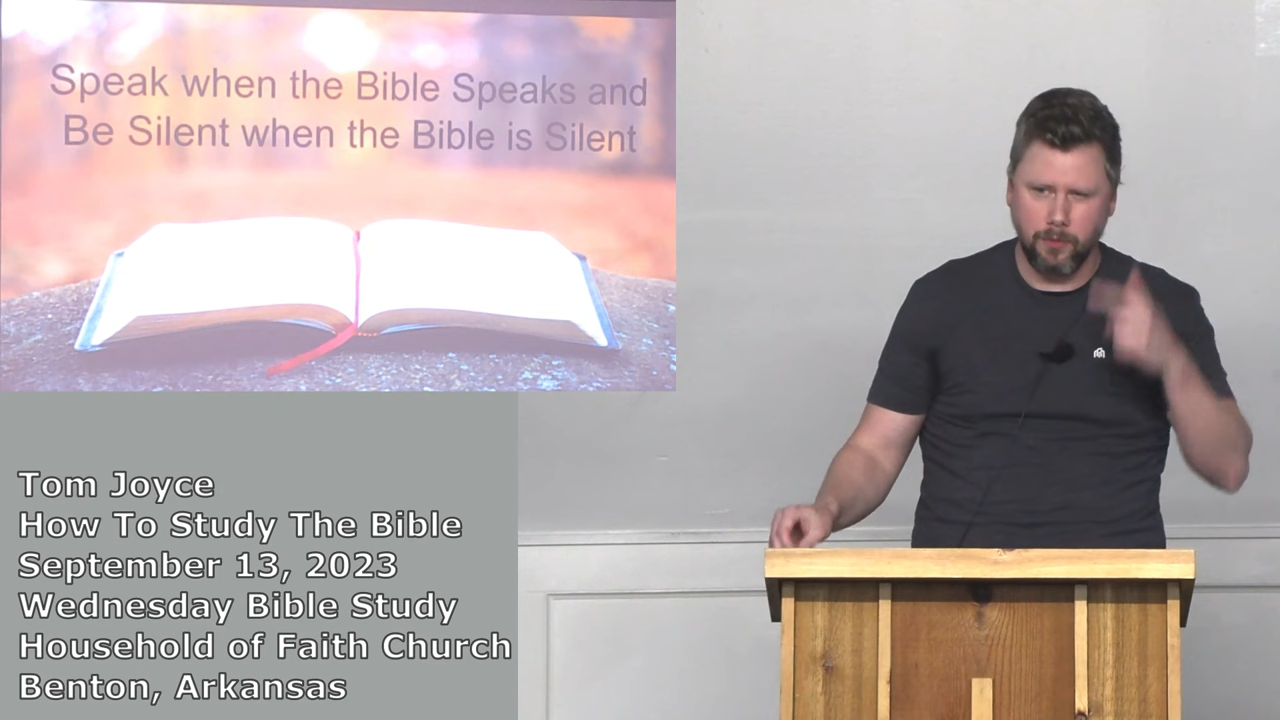 Speak when the Bible Speaks and
Be Silent when the Bible is Silent
Tom Joyce
How To Study The Bible
September 13, 2023
Wednesday Bible Study
Household of Faith Church
Benton, Arkansas